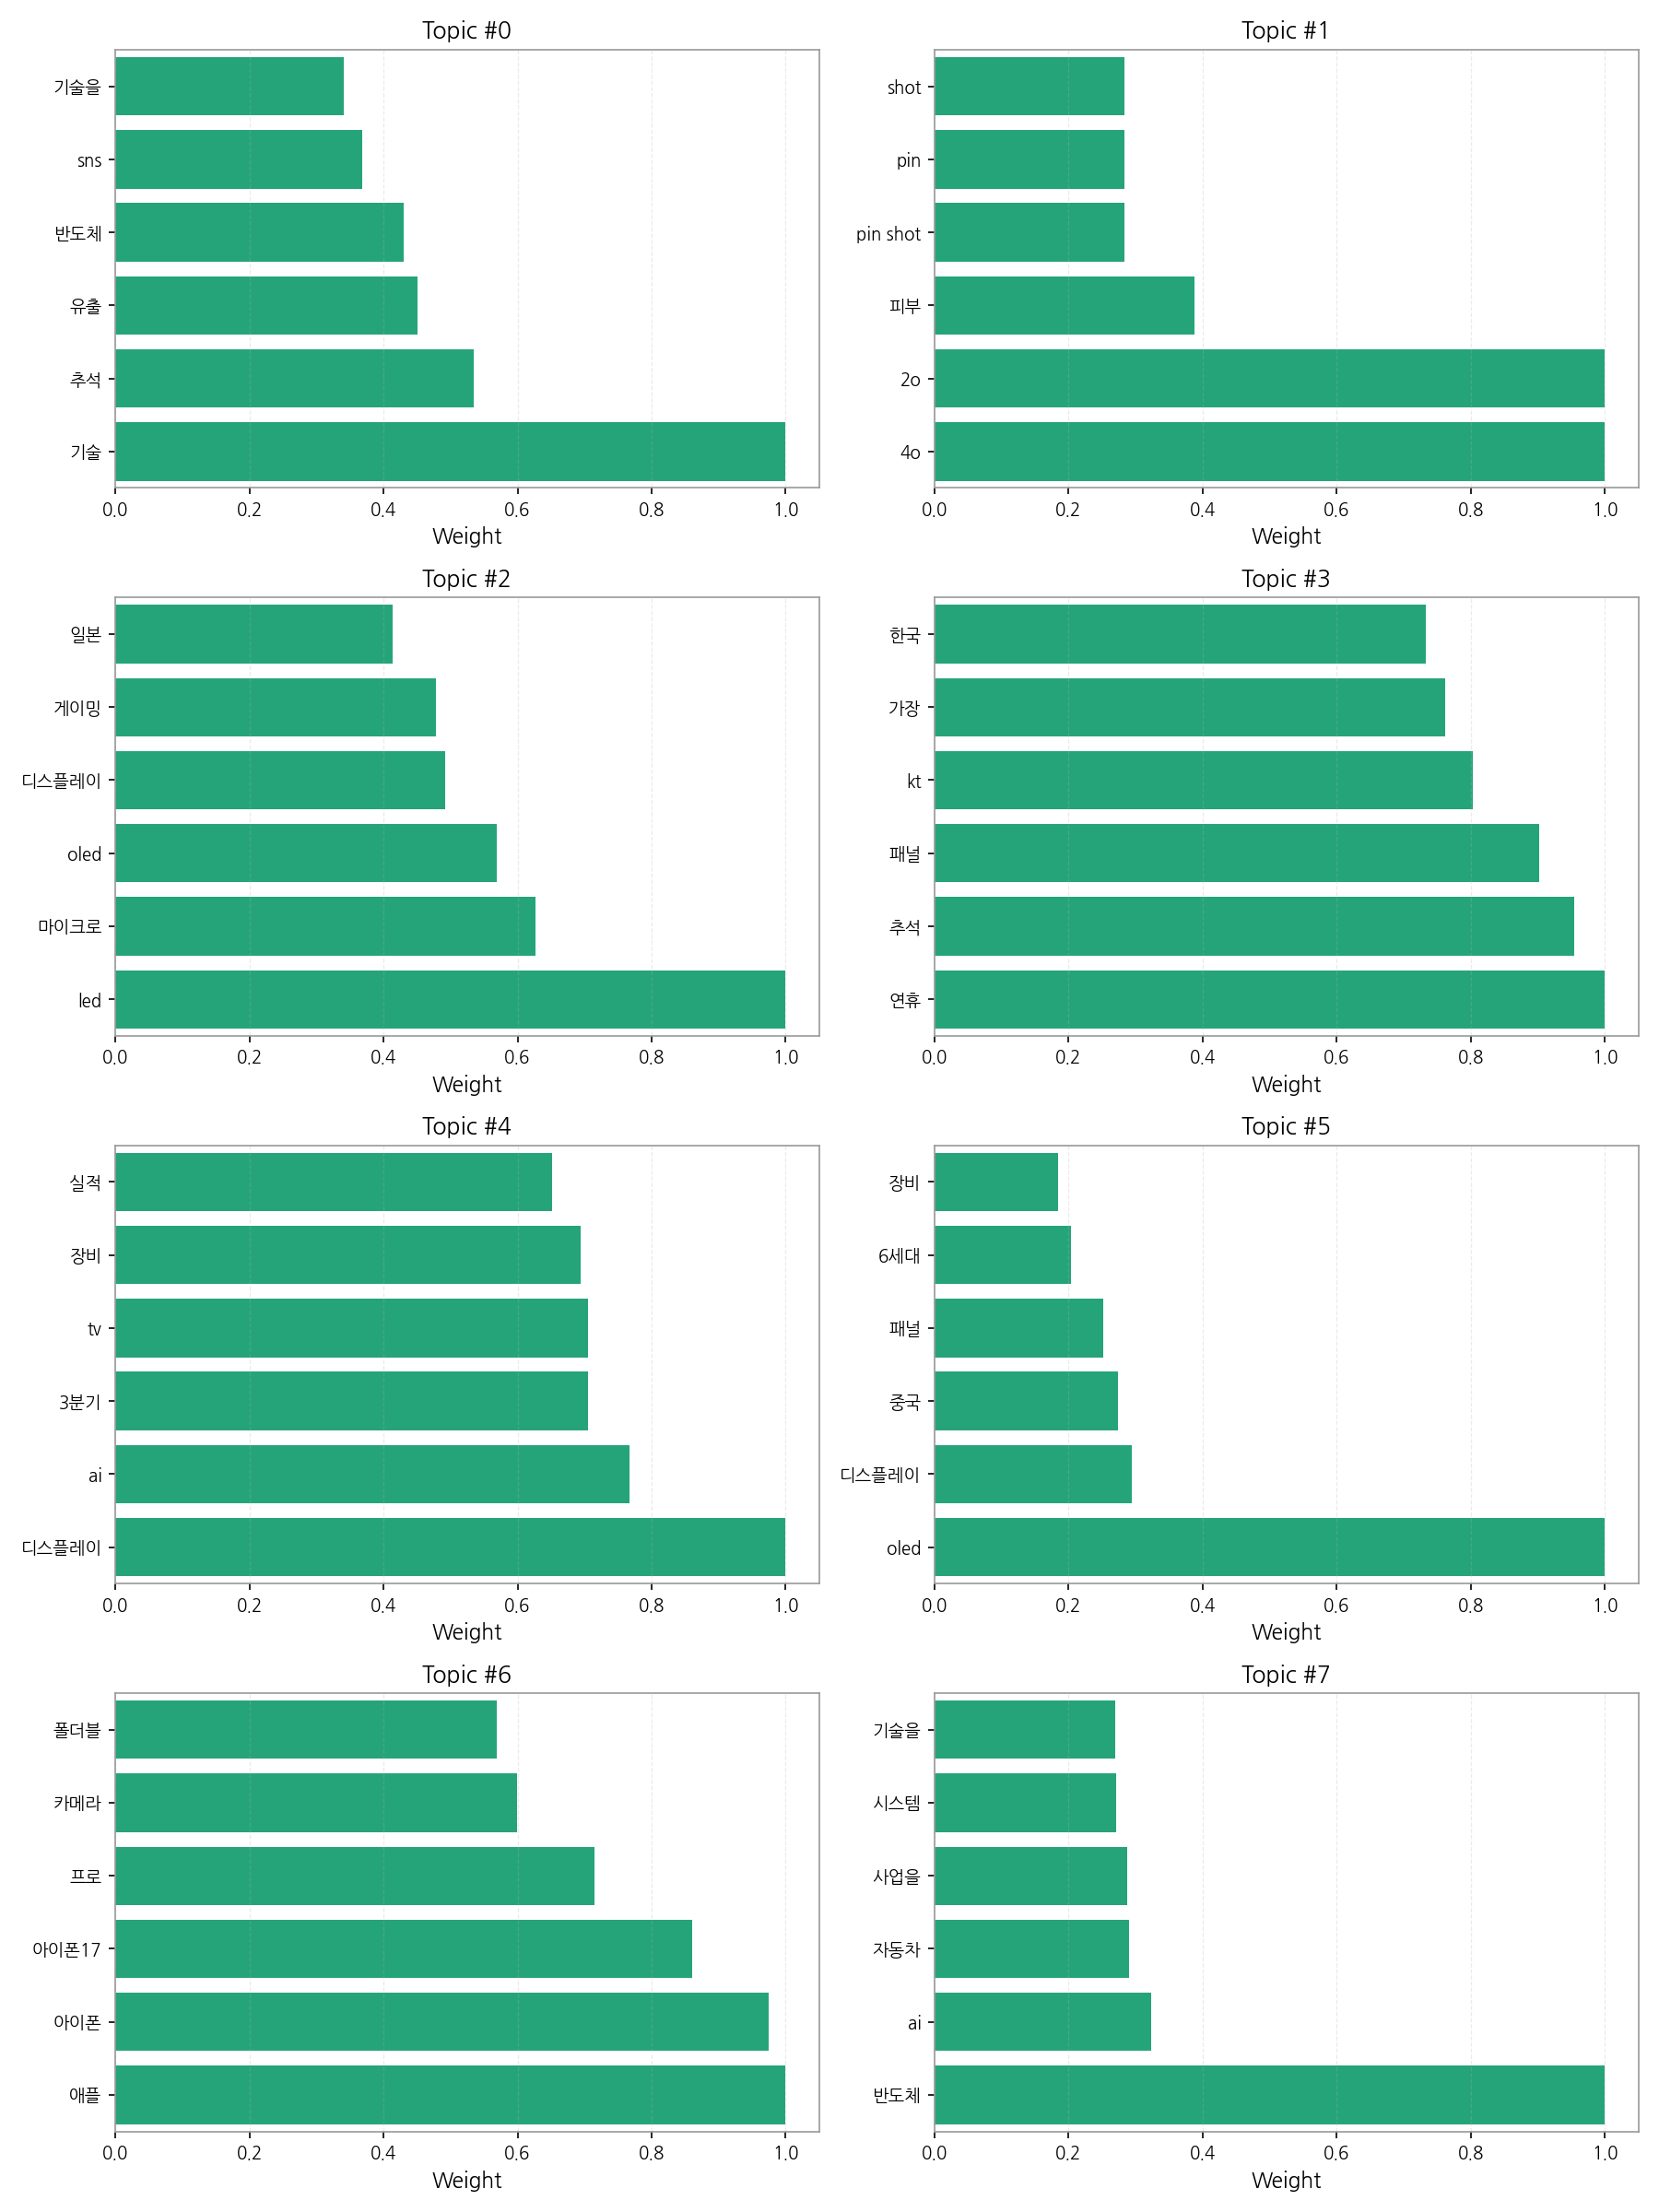 Topic #0
기술을
sns
반도체
유출
추석
기술
0.0 0.2 0.4 0.6 0.8 1.0
Weight
Topic #1
shot
pin
pin shot
피부
2o
4o
0.0 0.2 0.4 0.6 0.8 1.0
Weight
Topic #2
일본
게이밍
디스플레이
oled
마이크로
led
0.0 0.2 0.4 0.6 0.8 1.0
Weight
Topic #3
한국
가장
kt
패널
추석
연휴
0.0 0.2 0.4 0.6 0.8 1.0
Weight
Topic #4
실적
장비
tv
3분기
ai
디스플레이
0.0 0.2 0.4 0.6 0.8 1.0
Weight
Topic #5
장비
6세대
패널
중국
디스플레이
oled
0.0 0.2 0.4 0.6 0.8 1.0
Weight
Topic #6
폴더블
카메라
프로
아이폰17
아이폰
애플
0.0 0.2 0.4 0.6 0.8 1.0
Weight
Topic #7
기술을
시스템
사업을
자동차
ai
반도체
0.0 0.2 0.4 0.6 0.8 1.0
Weight